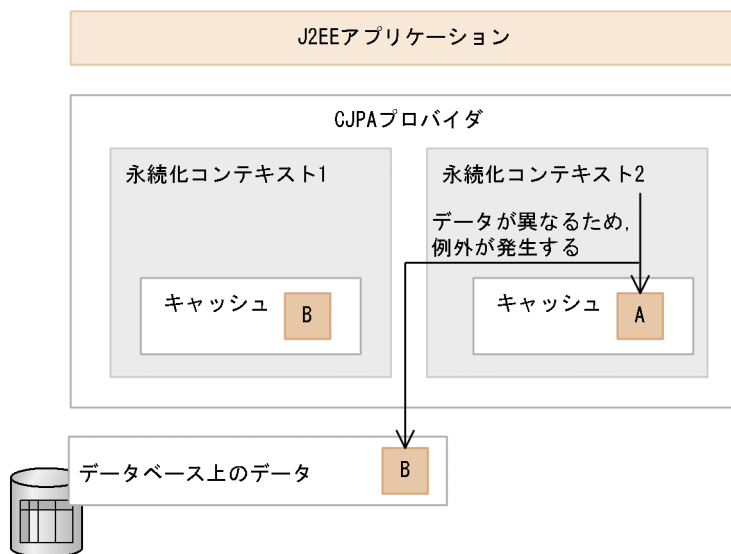 J2EEアプリケーション
CJPAプロバイダ
永続化コンテキスト1
永続化コンテキスト2
データが異なるため,
例外が発生する
キャッシュ
B
キャッシュ
A
データベース上のデータ
B